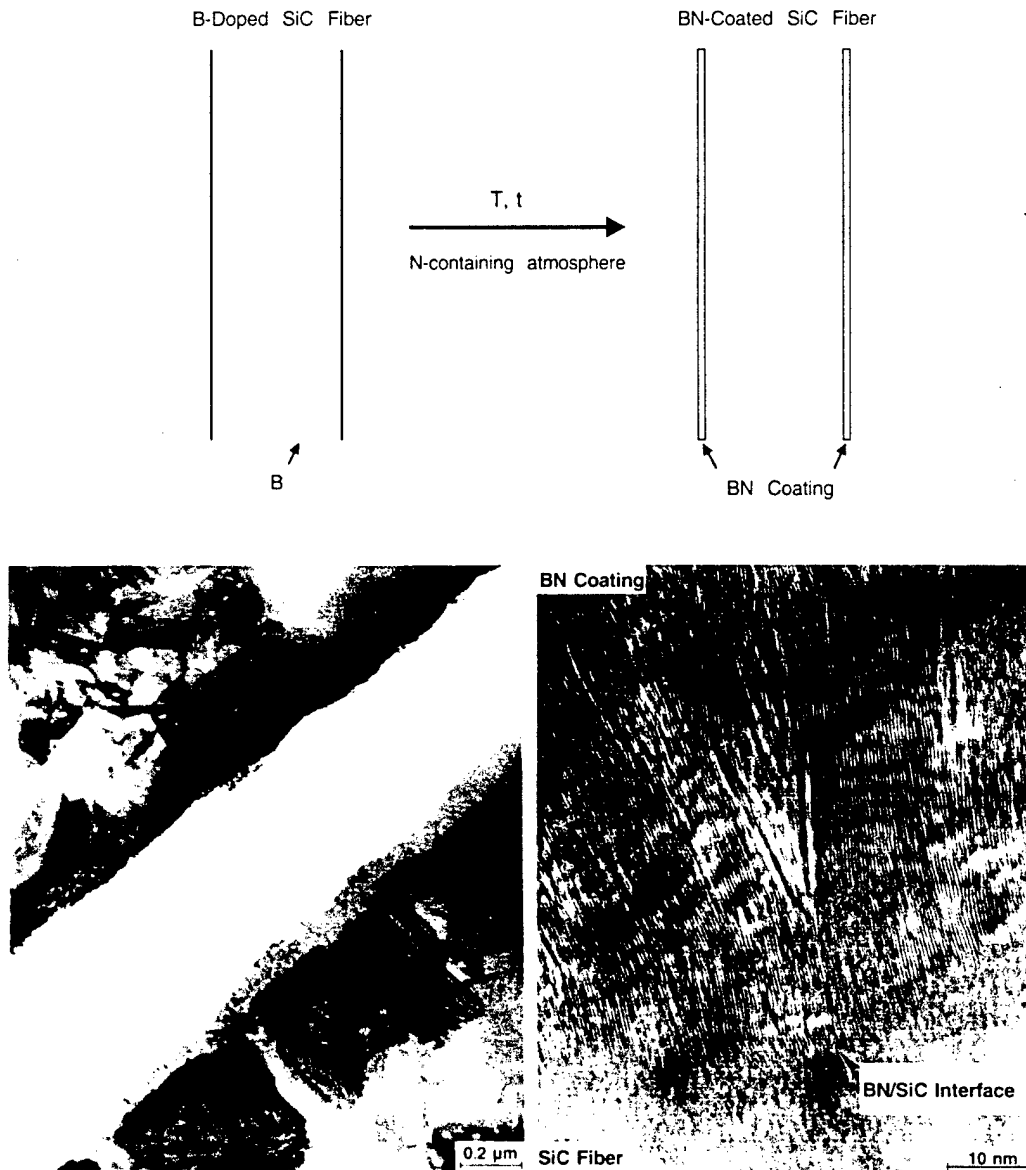 B-Doped SiC Fiber
BN-Coated SiC Fiber
T, t
N-containing atmosphere
B
BN Coating
BN Coating
BN/SiC Interface
0.2 μm
SiC Fiber
10 nm